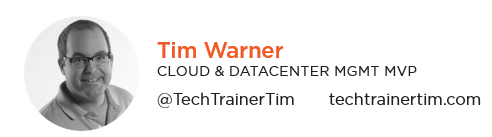 Tim Warner
CLOUD & DATACENTER MGMT MVP
@TechTrainerTim techtrainertim.com